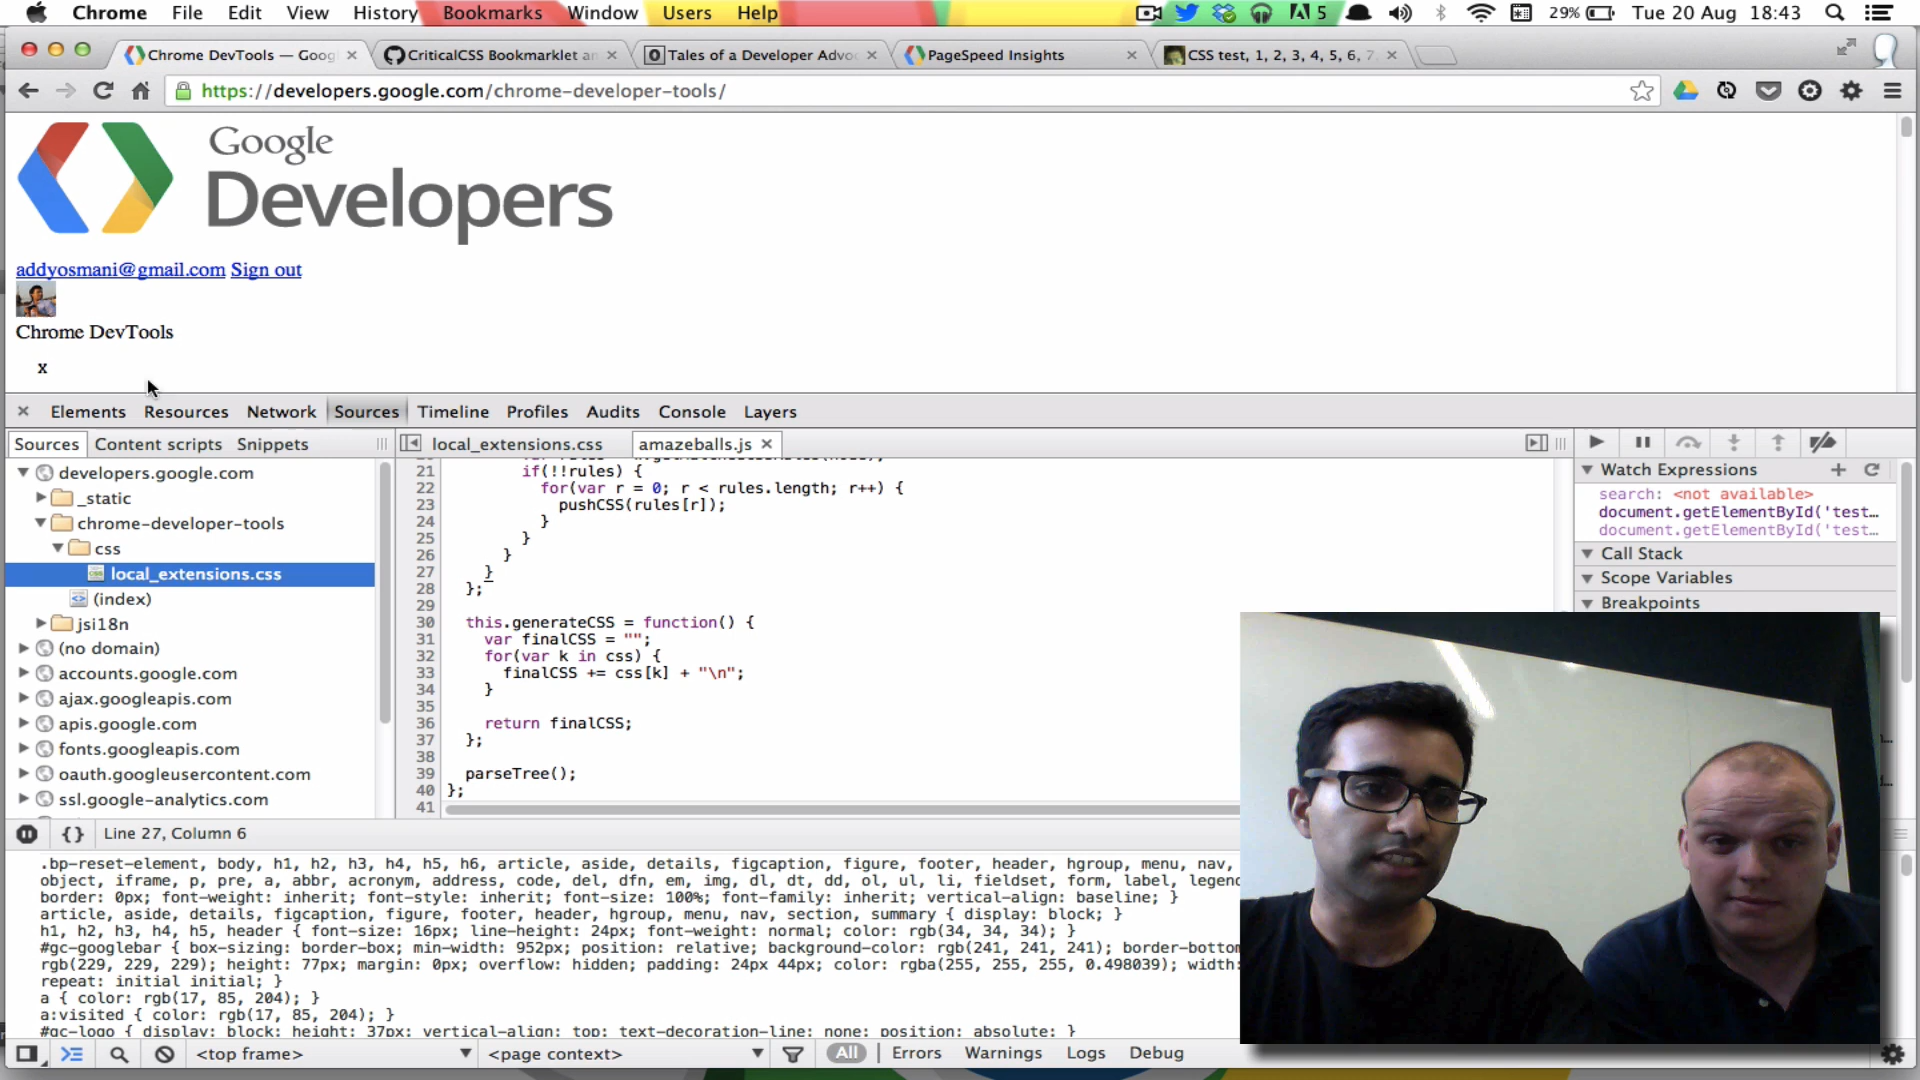 Chrome File Edit View History Bookmarks Window Users Help 5 29% Tue 20 Aug 18:43
Chrome DevTools — Goog × CriticalCSS Bookmarklet an × Tales of a Developer Advoc × PageSpeed Insights × CSS test, 1, 2, 3, 4, 5, 6, 7, ×
https://developers.google.com/chrome-developer-tools/
Google
Developers
addyosmani@gmail.com Sign out
Chrome DevTools
x
× Elements Resources Network Sources Timeline Profiles Audits Console Layers
Sources Content scripts Snippets local_extensions.css amazeballs.js ×
developers.google.com
_static
chrome-developer-tools
css
local_extensions.css
(index)
jsi18n
(no domain)
accounts.google.com
ajax.googleapis.com
apis.google.com
fonts.googleapis.com
oauth.googleusercontent.com
ssl.google-analytics.com
21 if(!!rules) {
22 for(var r = 0; r < rules.length; r++) {
23 pushCSS(rules[r]);
24 }
25 }
26 }
27 }
28 };
29
30 this.generateCSS = function() {
31 var finalCSS = "";
32 for(var k in css) {
33 finalCSS += css[k] + "\n";
34 }
35
36 return finalCSS;
37 };
38
39 parseTree();
40 };
41
Watch Expressions
search: <not available>
document.getElementById('test…
document.getElementById('test…
Call Stack
Scope Variables
Breakpoints
{} Line 27, Column 6
.bp-reset-element, body, h1, h2, h3, h4, h5, h6, article, aside, details, figcaption, figure, footer, header, hgroup, menu, nav,
object, iframe, p, pre, a, abbr, acronym, address, code, del, dfn, em, img, dl, dt, dd, ol, ul, li, fieldset, form, label, legen
border: 0px; font-weight: inherit; font-style: inherit; font-size: 100%; font-family: inherit; vertical-align: baseline; }
article, aside, details, figcaption, figure, footer, header, hgroup, menu, nav, section, summary { display: block; }
h1, h2, h3, h4, h5, header { font-size: 16px; line-height: 24px; font-weight: normal; color: rgb(34, 34, 34); }
#gc-googlebar { box-sizing: border-box; min-width: 952px; position: relative; background-color: rgb(241, 241, 241); border-bottom
rgb(229, 229, 229); height: 77px; margin: 0px; overflow: hidden; padding: 24px 44px; color: rgba(255, 255, 255, 0.498039); width:
repeat: initial initial; }
a { color: rgb(17, 85, 204); }
a:visited { color: rgb(17, 85, 204); }
#gc-logo { display: block; height: 37px; vertical-align: top; text-decoration-line: none; position: absolute; }
<top frame> <page context> All Errors Warnings Logs Debug